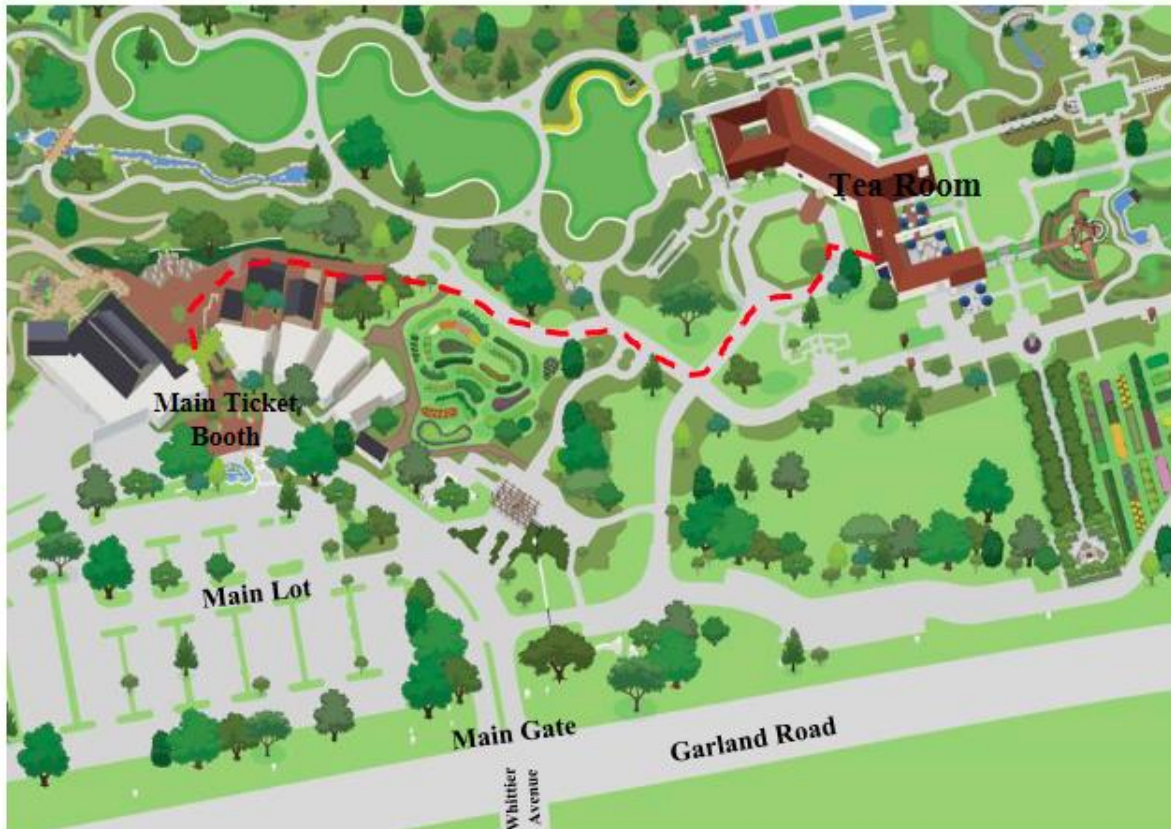 Tea Room
Main Ticket
Booth
Main Lot
Main Gate
Garland Road
Whittier
Avenue